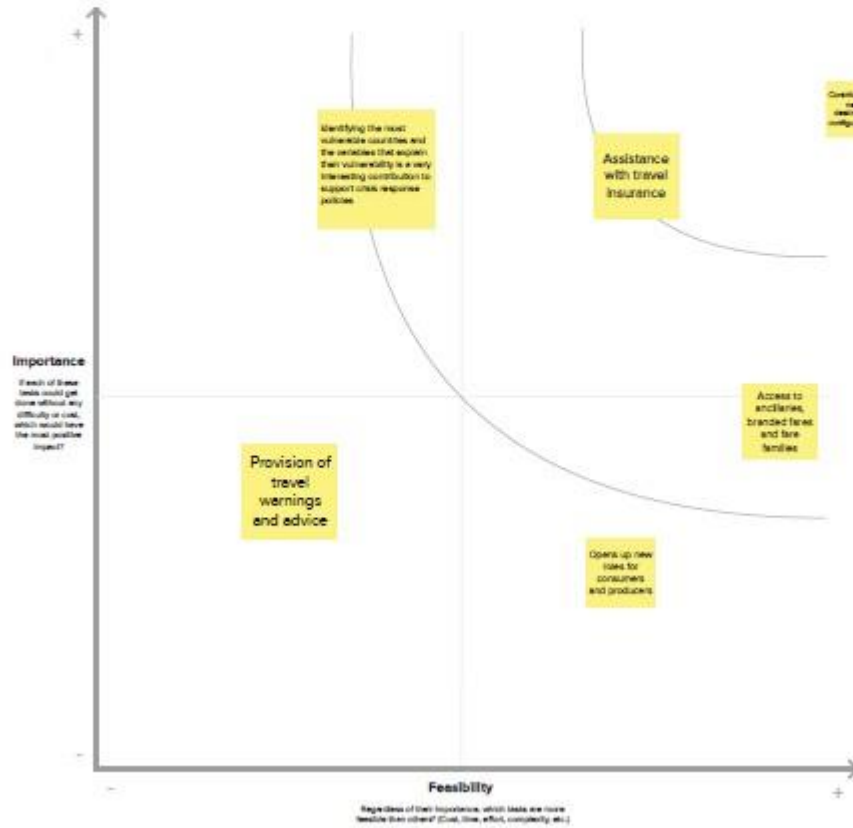 +
Identifying the most
vulnerable countries and
the variables that explain
their vulnerability is a very
interesting contribution to
support crisis response
policies
Assistance
with travel
insurance
Importance
If each of these
tasks could get
done without any
difficulty or cost,
which would have
the most positive
impact?
Access to
ancillaries,
branded fares
and fare
families
Provision of
travel
warnings
and advice
Opens up new
roles for
consumers
and producers
-
-
Feasibility
+
Regardless of their importance, which tasks are more
feasible than others? (Cost, time, effort, complexity, etc.)